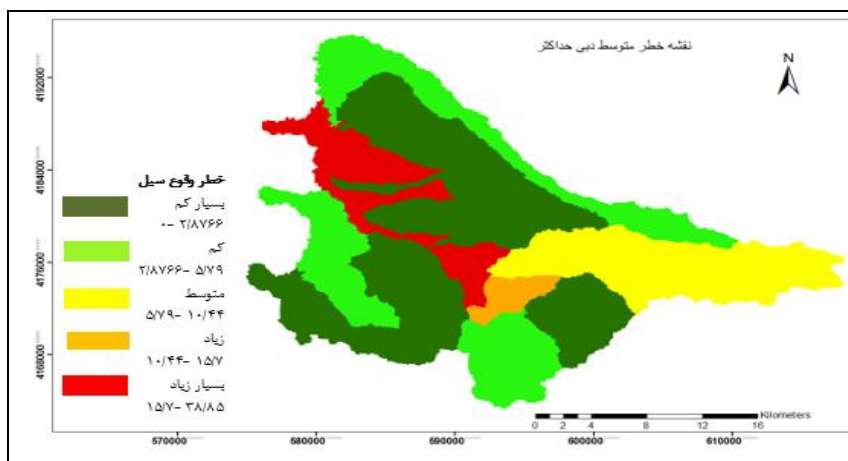 نقشه خطر متوسط دبی حداکثر
N
4192000
4184000
4176000
4168000
خطر وقوع سیل
بسیار کم
۰- ۲/۸۷۶۶
کم
۲/۸۷۶۶- ۵/۷۹
متوسط
۵/۷۹- ۱۰/۴۴
زیاد
۱۰/۴۴- ۱۵/۷
بسیار زیاد
۱۵/۷- ۳۸/۸۵
Kilometers
0 1 2 4 8 12 16
570000 580000 590000 600000 610000